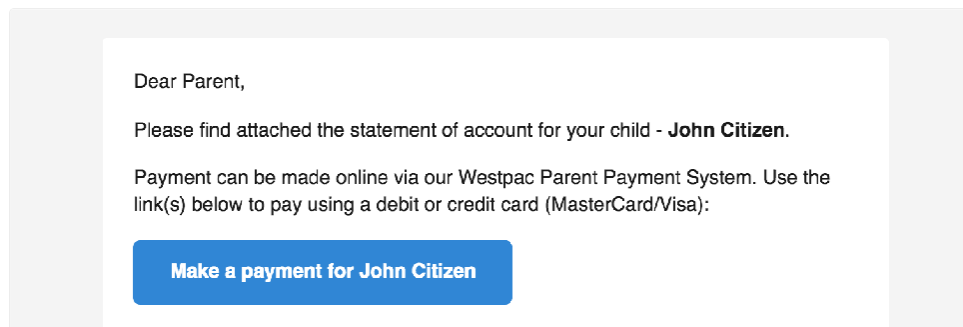 Dear Parent,
Please find attached the statement of account for your child - John Citizen.
Payment can be made online via our Westpac Parent Payment System. Use the
link(s) below to pay using a debit or credit card (MasterCard/Visa):
Make a payment for John Citizen